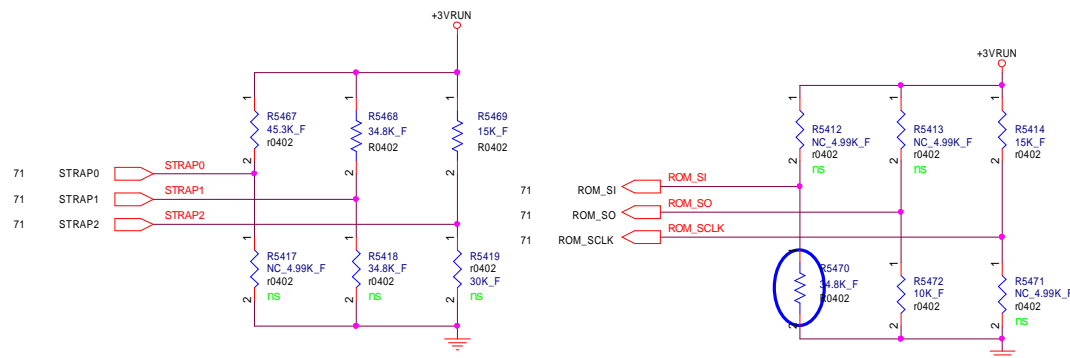 +3VRUN
1
1
1
R5467
45.3K_F
r0402
R5468
34.8K_F
R0402
R5469
15K_F
R0402
2
2
2
71 STRAP0 STRAP0
71 STRAP1 STRAP1
71 STRAP2 STRAP2
1
1
1
R5417
NC_4.99K_F
r0402
ns
R5418
34.8K_F
r0402
ns
R5419
r0402
30K_F
ns
2
2
2
+3VRUN
1
1
1
R5412
NC_4.99K_F
r0402
ns
R5413
NC_4.99K_F
r0402
ns
R5414
15K_F
r0402
2
2
2
71 ROM_SI ROM_SI
71 ROM_SO ROM_SO
71 ROM_SCLK ROM_SCLK
1
1
1
R5470
34.8K_F
R0402
R5472
10K_F
r0402
R5471
NC_4.99K_F
r0402
ns
2
2
2